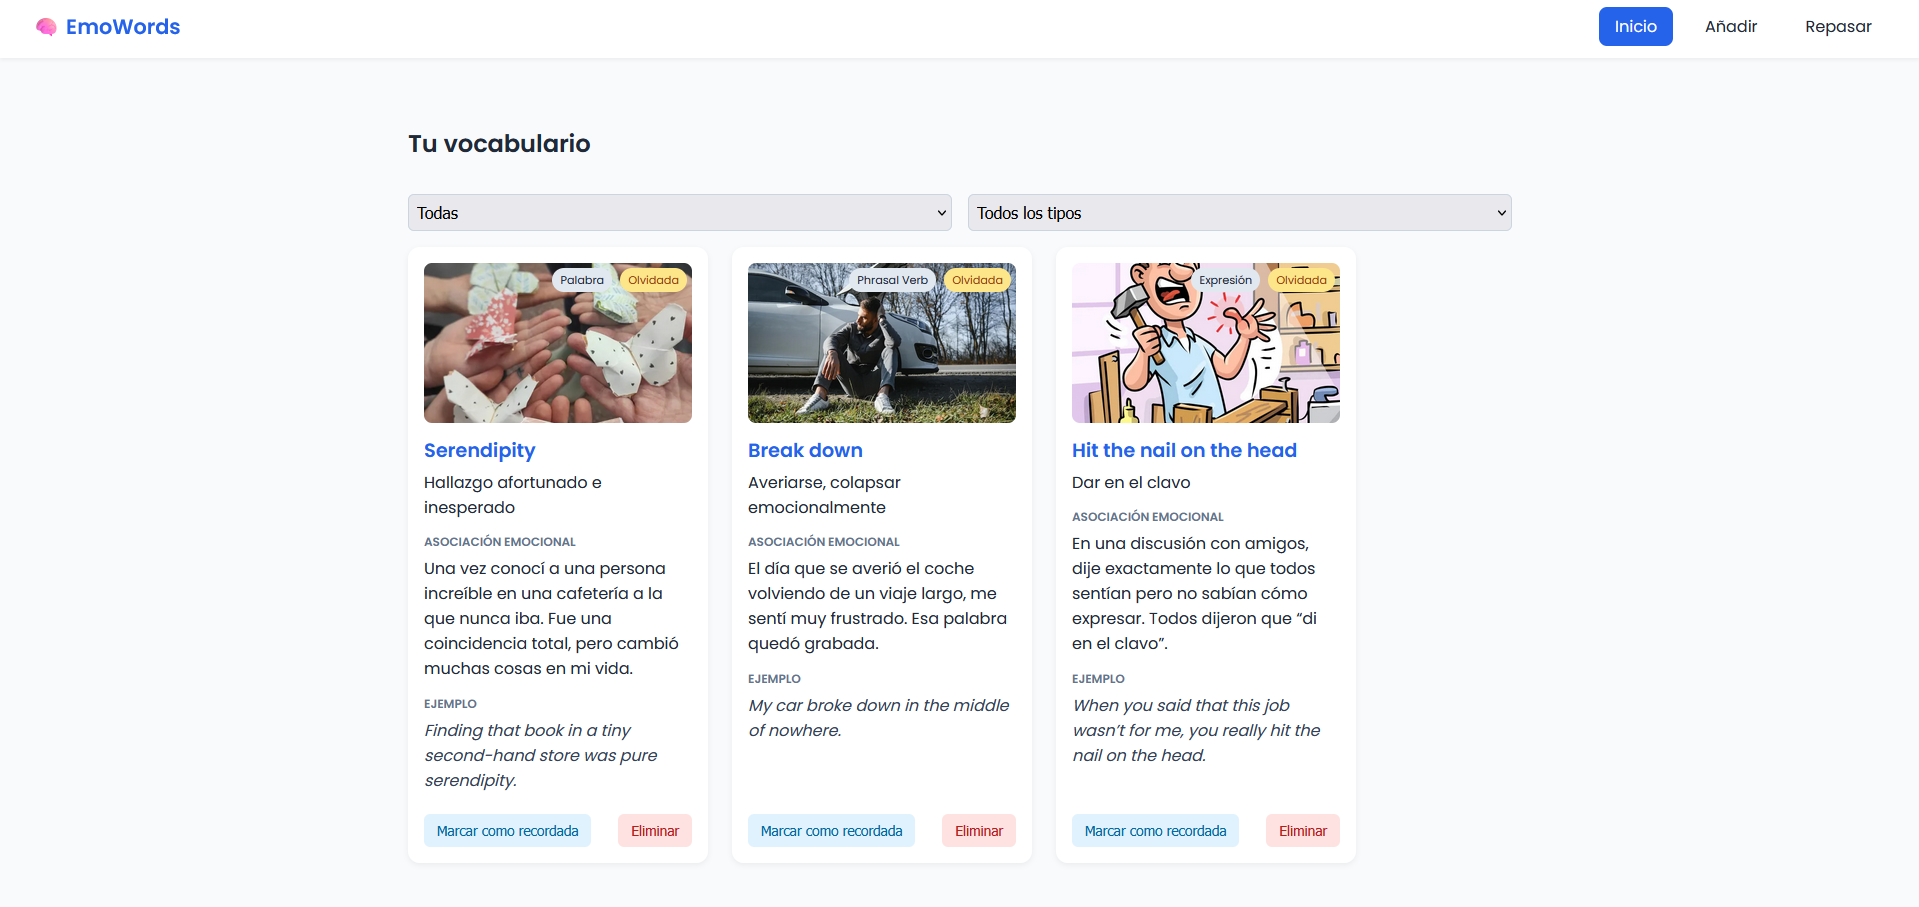 EmoWords
Inicio
Añadir
Repasar
Tu vocabulario
Todas
Todos los tipos
Palabra
Olvidada
Serendipity
Hallazgo afortunado e
inesperado
ASOCIACIÓN EMOCIONAL
Una vez conocí a una persona
increíble en una cafetería a la
que nunca iba. Fue una
coincidencia total, pero cambió
muchas cosas en mi vida.
EJEMPLO
Finding that book in a tiny
second-hand store was pure
serendipity.
Marcar como recordada
Eliminar
Phrasal Verb
Olvidada
Break down
Averiarse, colapsar
emocionalmente
ASOCIACIÓN EMOCIONAL
El día que se averió el coche
volviendo de un viaje largo, me
sentí muy frustrado. Esa palabra
quedó grabada.
EJEMPLO
My car broke down in the middle
of nowhere.
Marcar como recordada
Eliminar
Expresión
Olvidada
Hit the nail on the head
Dar en el clavo
ASOCIACIÓN EMOCIONAL
En una discusión con amigos,
dije exactamente lo que todos
sentían pero no sabían cómo
expresar. Todos dijeron que “di
en el clavo”.
EJEMPLO
When you said that this job
wasn’t for me, you really hit the
nail on the head.
Marcar como recordada
Eliminar